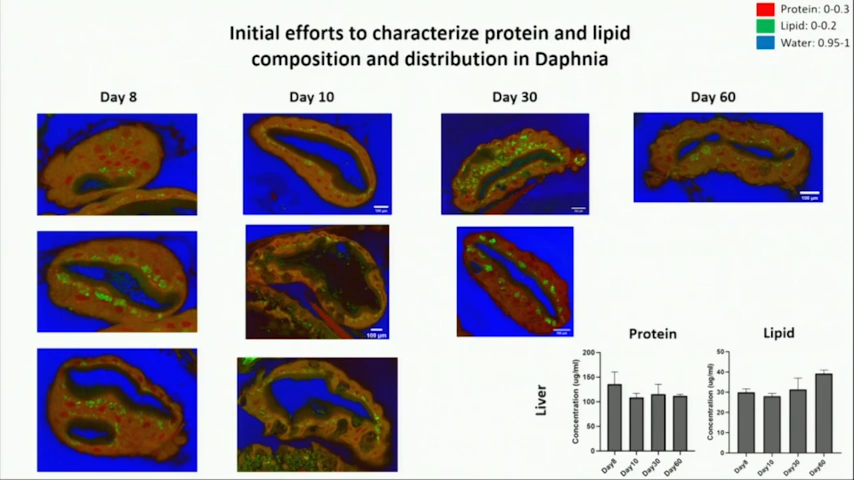 Initial efforts to characterize protein and lipid
composition and distribution in Daphnia
Protein: 0-0.3
Lipid: 0-0.2
Water: 0.95-1
Day 8
Day 10
Day 30
Day 60
100 μm
100 μm
100 μm
Liver
Protein
Concentration (ug/ml)
200
150
100
50
0
Day8
Day10
Day30
Day60
Lipid
Concentration (ug/ml)
50
40
30
20
10
0
Day8
Day10
Day30
Day60